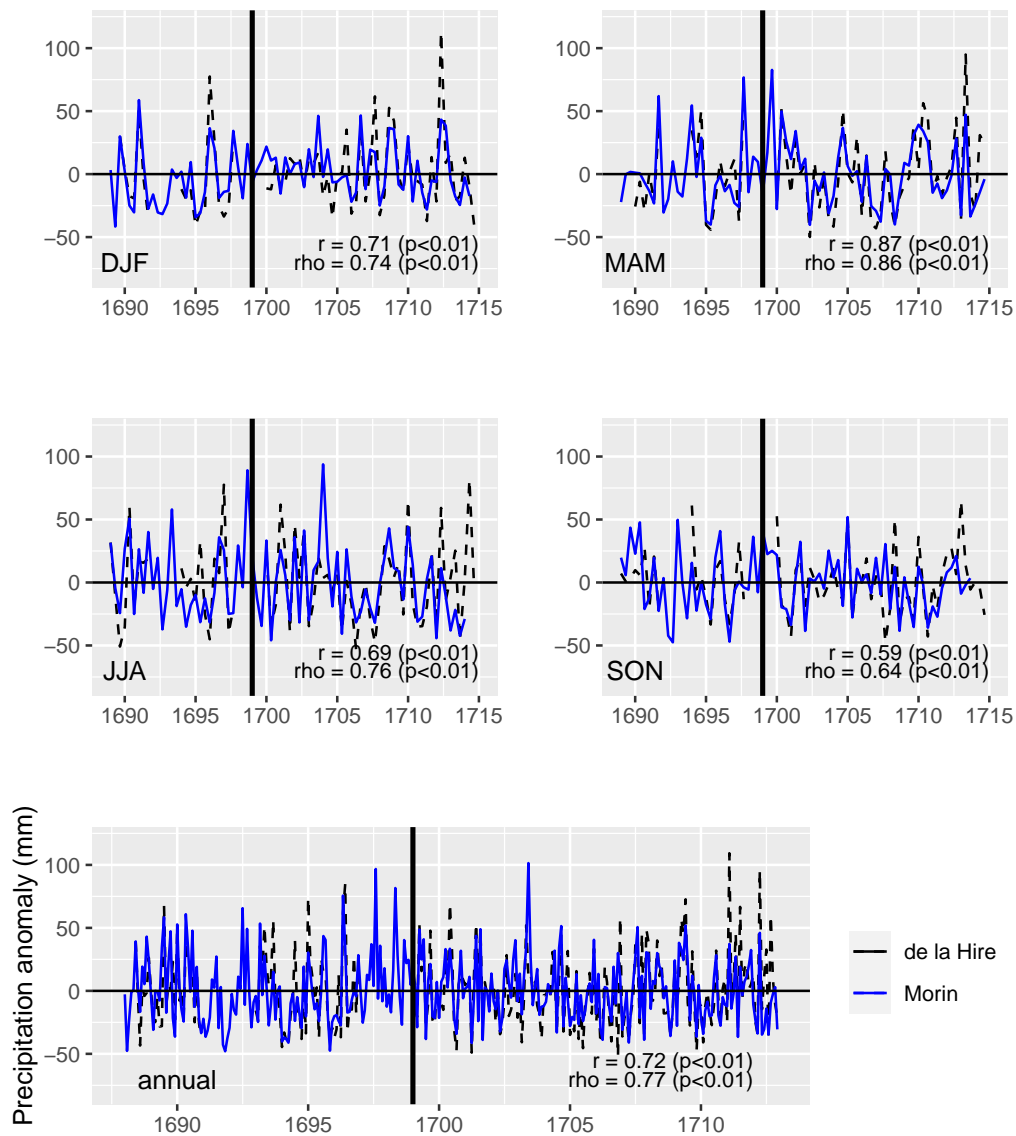 100
50
0
−50
DJF
r = 0.71 (p<0.01)
rho = 0.74 (p<0.01)
1690 1695 1700 1705 1710 1715
100
50
0
−50
MAM
r = 0.87 (p<0.01)
rho = 0.86 (p<0.01)
1690 1695 1700 1705 1710 1715
100
50
0
−50
JJA
r = 0.69 (p<0.01)
rho = 0.76 (p<0.01)
1690 1695 1700 1705 1710 1715
100
50
0
−50
SON
r = 0.59 (p<0.01)
rho = 0.64 (p<0.01)
1690 1695 1700 1705 1710 1715
Precipitation anomaly (mm)
100
50
0
−50
annual
r = 0.72 (p<0.01)
rho = 0.77 (p<0.01)
1690 1695 1700 1705 1710
de la Hire
Morin